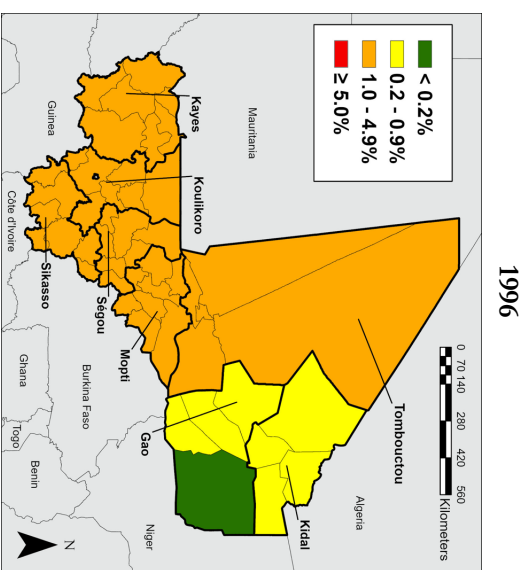 1996
< 0.2%
0.2 - 0.9%
1.0 - 4.9%
≥ 5.0%
0 70 140 280 420 560
Kilometers
Mauritania
Algeria
Tombouctou
Kidal
Gao
Kayes
Koulikoro
Mopti
Ségou
Sikasso
Guinea
Côte d'Ivoire
Burkina Faso
Ghana
Togo
Benin
Niger
N